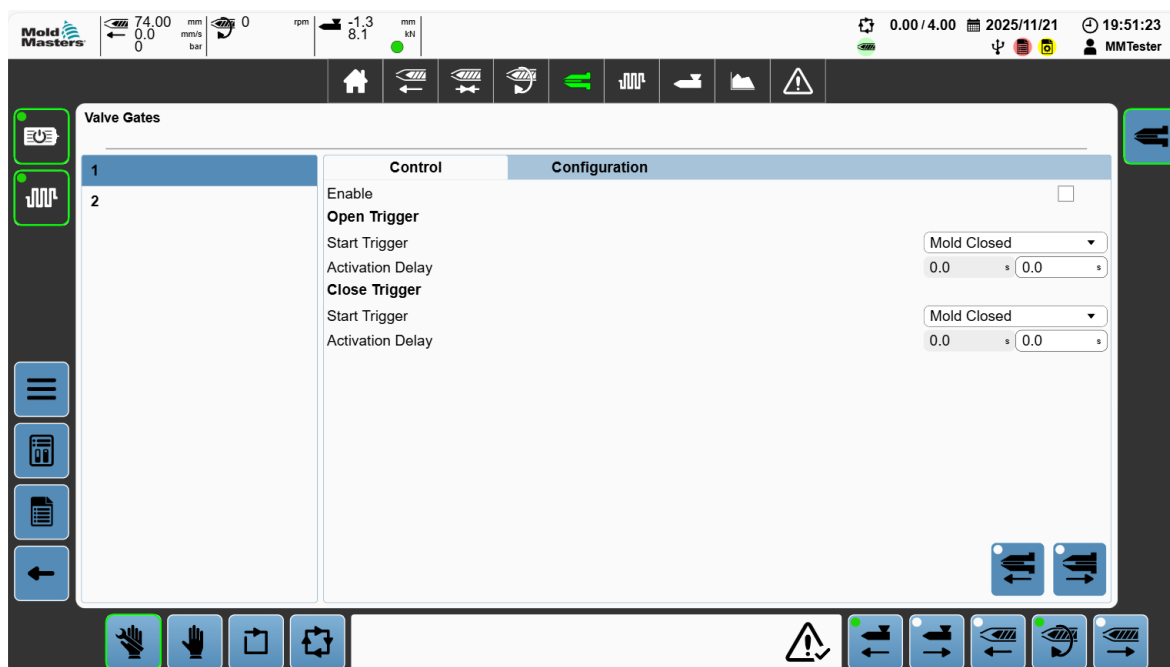 Mold Masters
74.00 mm
0.0 mm/s
0 bar
0 rpm
-1.3 mm
8.1 kN
0.00 / 4.00 2025/11/21 19:51:23
MMTester
Valve Gates
1
2
Control Configuration
Enable
Open Trigger
Start Trigger Mold Closed
Activation Delay 0.0 s 0.0 s
Close Trigger
Start Trigger Mold Closed
Activation Delay 0.0 s 0.0 s